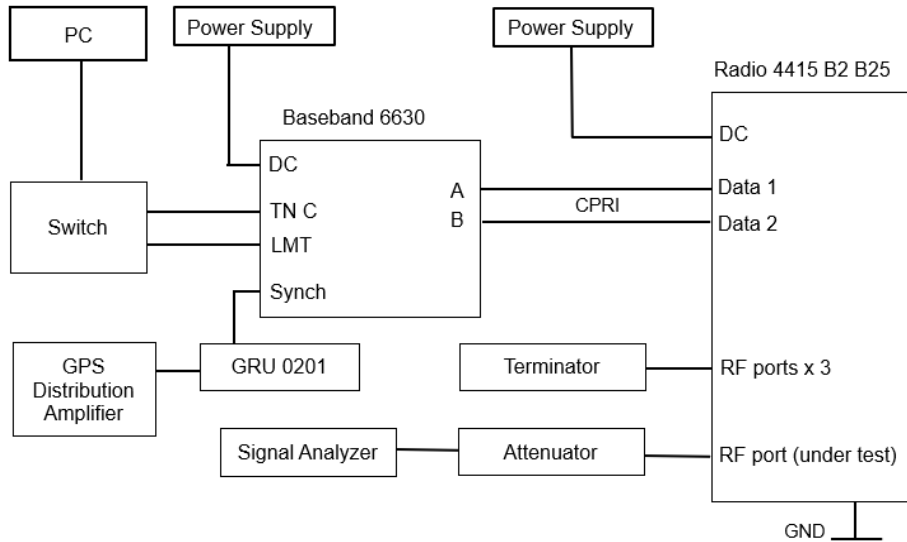 PC
Power Supply
Power Supply
Radio 4415 B2 B25
Baseband 6630
DC
DC
A
Data 1
Switch
TN C
CPRI
B
Data 2
LMT
Synch
GPS
Distribution
Amplifier
GRU 0201
Terminator
RF ports x 3
Signal Analyzer
Attenuator
RF port (under test)
GND